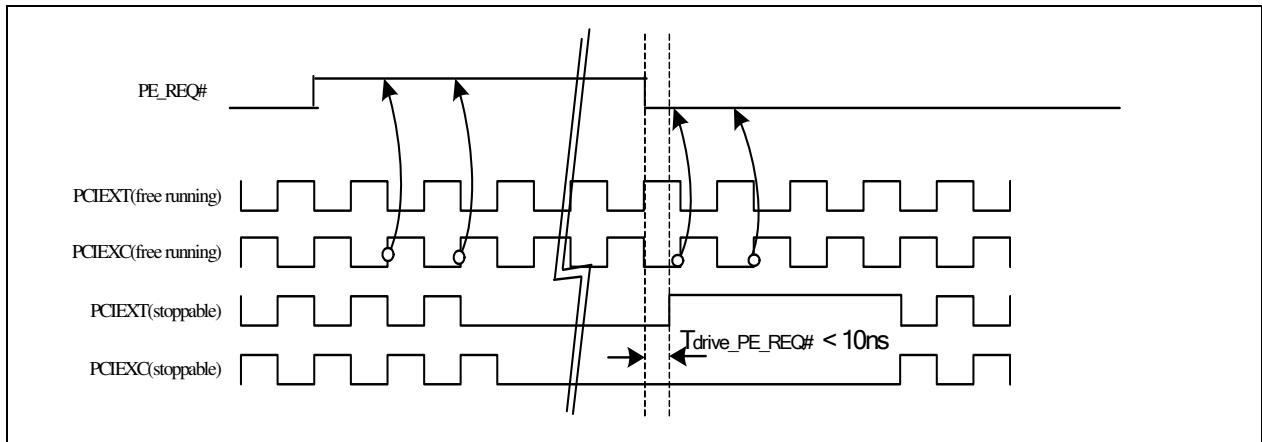 PE_REQ#
PCIEXT(free running)
PCIEXC(free running)
PCIEXT(stoppable)
Tdrive_PE_REQ# < 10ns
PCIEXC(stoppable)